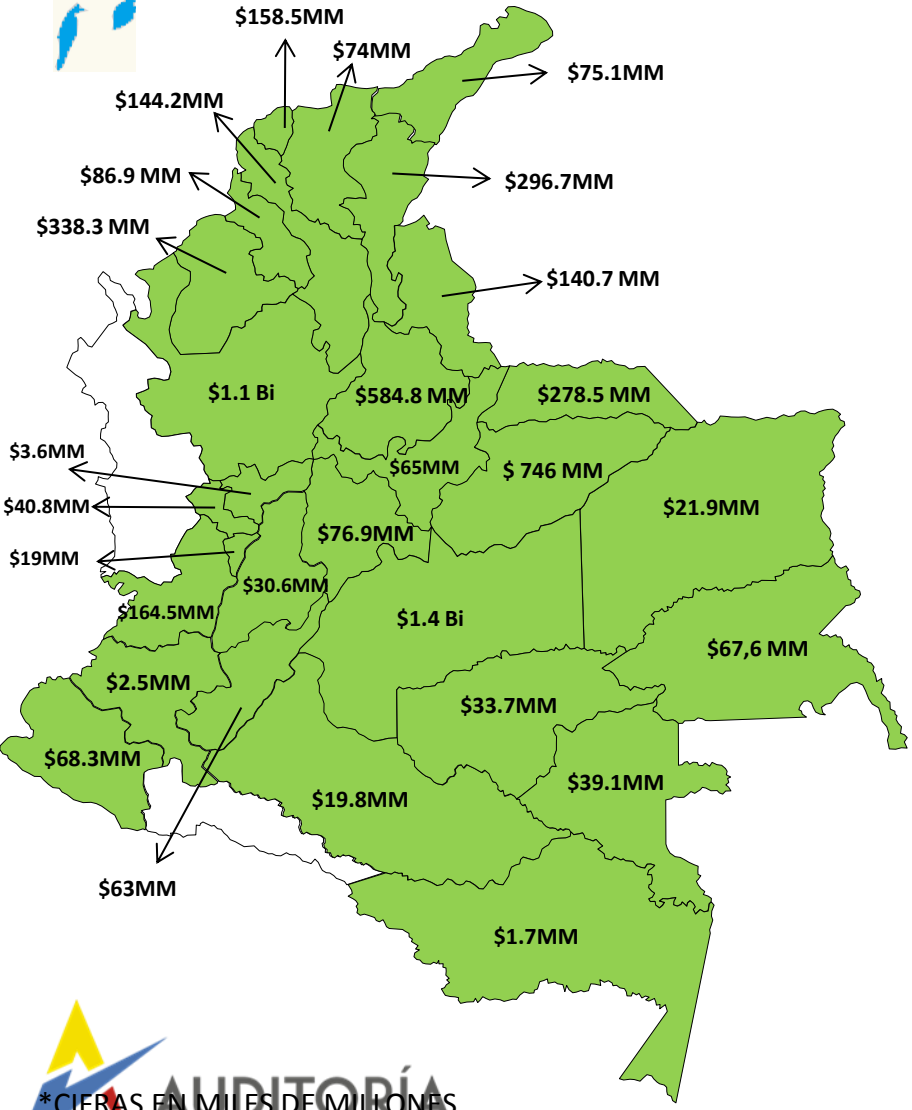 $158.5MM
$74MM
$75.1MM
$144.2MM
$86.9 MM
$296.7MM
$338.3 MM
$140.7 MM
$1.1 Bi
$584.8 MM
$278.5 MM
$3.6MM
$65MM
$ 746 MM
$40.8MM
$21.9MM
$76.9MM
$19MM
$30.6MM
$164.5MM
$1.4 Bi
$67,6 MM
$2.5MM
$33.7MM
$68.3MM
$39.1MM
$19.8MM
$63MM
$1.7MM
AUDITORÍA
*CIFRAS EN MILES DE MILLONES